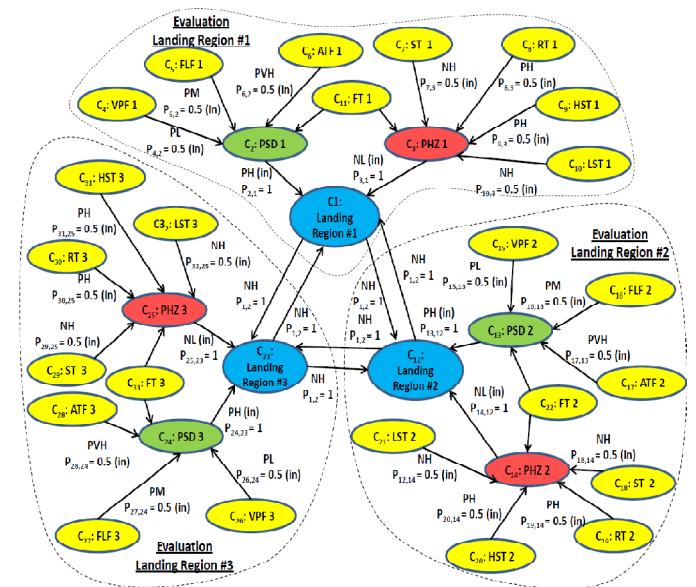 Evaluation
Landing Region #1
C5: FLF 1
C6: ATF 1
C7: ST 1
C8: RT 1
C4: VPF 1
C11: FT 1
C9: HST 1
C10: LST 1
PM
P5,2 = 0.5 (in)
PVH
P6,2 = 0.5 (in)
NH
P7,3 = 0.5 (in)
PH
P8,3 = 0.5 (in)
PL
P4,2 = 0.5 (in)
PH
P9,3 = 0.5 (in)
NH
P10,3 = 0.5 (in)
C2: PSD 1
C3: PHZ 1
PH (in)
P2,1 = 1
NL (in)
P3,1 = 1
C1:
Landing
Region #1
C31: HST 3
C32: LST 3
PH
P31,25 = 0.5 (in)
NH
P32,25 = 0.5 (in)
C30: RT 3
PH
P30,25 = 0.5 (in)
C25: PHZ 3
NH
P29,25 = 0.5 (in)
C29: ST 3
NL (in)
P25,23 = 1
C33: FT 3
C28: ATF 3
PVH
P28,24 = 0.5 (in)
C24: PSD 3
PH (in)
P24,23 = 1
PM
P27,24 = 0.5 (in)
PL
P26,24 = 0.5 (in)
C27: FLF 3
C26: VPF 3
Evaluation
Landing Region #3
C23:
Landing
Region #3
NH
P1,2 = 1
NH
P1,2 = 1
NH
P1,2 = 1
NH
P1,2 = 1
NH
P1,2 = 1
NH
P1,2 = 1
C12:
Landing
Region #2
Evaluation
Landing Region #2
C15: VPF 2
PL
P15,13 = 0.5 (in)
PM
P16,13 = 0.5 (in)
C16: FLF 2
PH (in)
P13,12 = 1
C13: PSD 2
PVH
P17,13 = 0.5 (in)
C17: ATF 2
NL (in)
P14,12 = 1
C22: FT 2
C21: LST 2
NH
P12,14 = 0.5 (in)
C14: PHZ 2
NH
P18,14 = 0.5 (in)
C18: ST 2
PH
P20,14 = 0.5 (in)
PH
P19,14 = 0.5 (in)
C19: RT 2
C20: HST 2